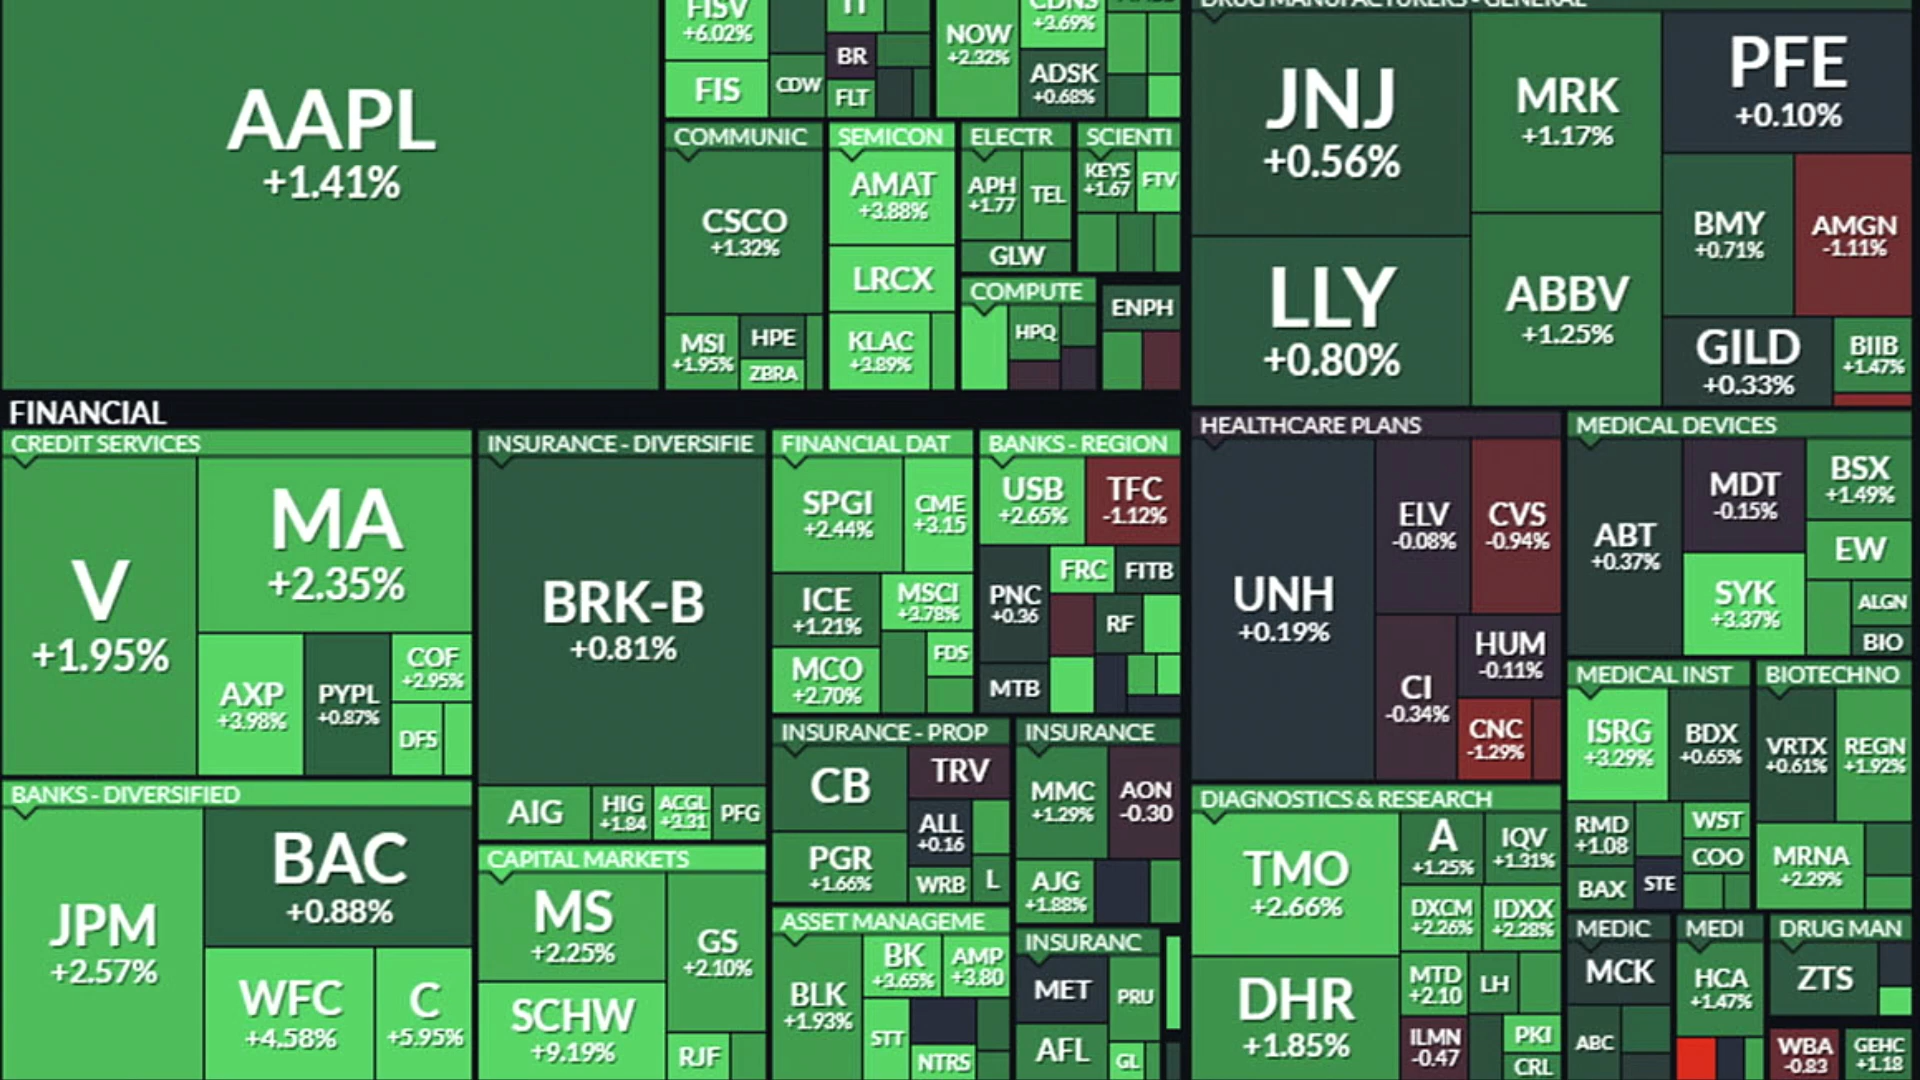 AAPL
+1.41%
FISV
+6.02%
FIS
CDW
BR
FLT
NOW
+2.32%
CDNS
+3.69%
ADSK
+0.68%
COMMUNIC
CSCO
+1.32%
MSI
+1.95%
HPE
ZBRA
SEMICON
AMAT
+3.88%
LRCX
KLAC
+3.89%
ELECTR
APH
+1.77
TEL
GLW
SCIENTI
KEYS
+1.67
FTV
COMPUTE
HPQ
ENPH
DRUG MANUFACTURERS - GENERAL
JNJ
+0.56%
LLY
+0.80%
MRK
+1.17%
ABBV
+1.25%
PFE
+0.10%
BMY
+0.71%
AMGN
-1.11%
GILD
+0.33%
BIIB
+1.47%
FINANCIAL
CREDIT SERVICES
V
+1.95%
MA
+2.35%
AXP
+3.98%
PYPL
+0.87%
COF
+2.95%
DFS
BANKS - DIVERSIFIED
JPM
+2.57%
BAC
+0.88%
WFC
+4.58%
C
+5.95%
INSURANCE - DIVERSIFIE
BRK-B
+0.81%
AIG
HIG
+1.84
ACGL
+3.31
PFG
CAPITAL MARKETS
MS
+2.25%
SCHW
+9.19%
GS
+2.10%
RJF
FINANCIAL DAT
SPGI
+2.44%
CME
+3.15
ICE
+1.21%
MSCI
+3.78%
MCO
+2.70%
FDS
BANKS - REGION
USB
+2.65%
TFC
-1.12%
PNC
+0.36
FRC
FITB
RF
MTB
INSURANCE - PROP
CB
TRV
ALL
+0.16
PGR
+1.66%
WRB
L
INSURANCE
MMC
+1.29%
AON
-0.30
AJG
+1.88%
ASSET MANAGEME
BLK
+1.93%
BK
+3.65%
AMP
+3.80
STT
NTRS
INSURANC
MET
PRU
AFL
GL
HEALTHCARE PLANS
UNH
+0.19%
ELV
-0.08%
CVS
-0.94%
CI
-0.34%
HUM
-0.11%
CNC
-1.29%
MEDICAL DEVICES
ABT
+0.37%
MDT
-0.15%
BSX
+1.49%
SYK
+3.37%
EW
ALGN
BIO
MEDICAL INST
ISRG
+3.29%
BDX
+0.65%
RMD
+1.08
WST
COO
BAX
STE
BIOTECHNO
VRTX
+0.61%
REGN
+1.92%
MRNA
+2.29%
DIAGNOSTICS & RESEARCH
TMO
+2.66%
DHR
+1.85%
A
+1.25%
IQV
+1.31%
DXCM
+2.26%
IDXX
+2.28%
MTD
+2.10
LH
ILMN
-0.47
PKI
CRL
MEDIC
MCK
ABC
MEDI
HCA
+1.47%
DRUG MAN
ZTS
WBA
-0.83
GEHC
+1.18